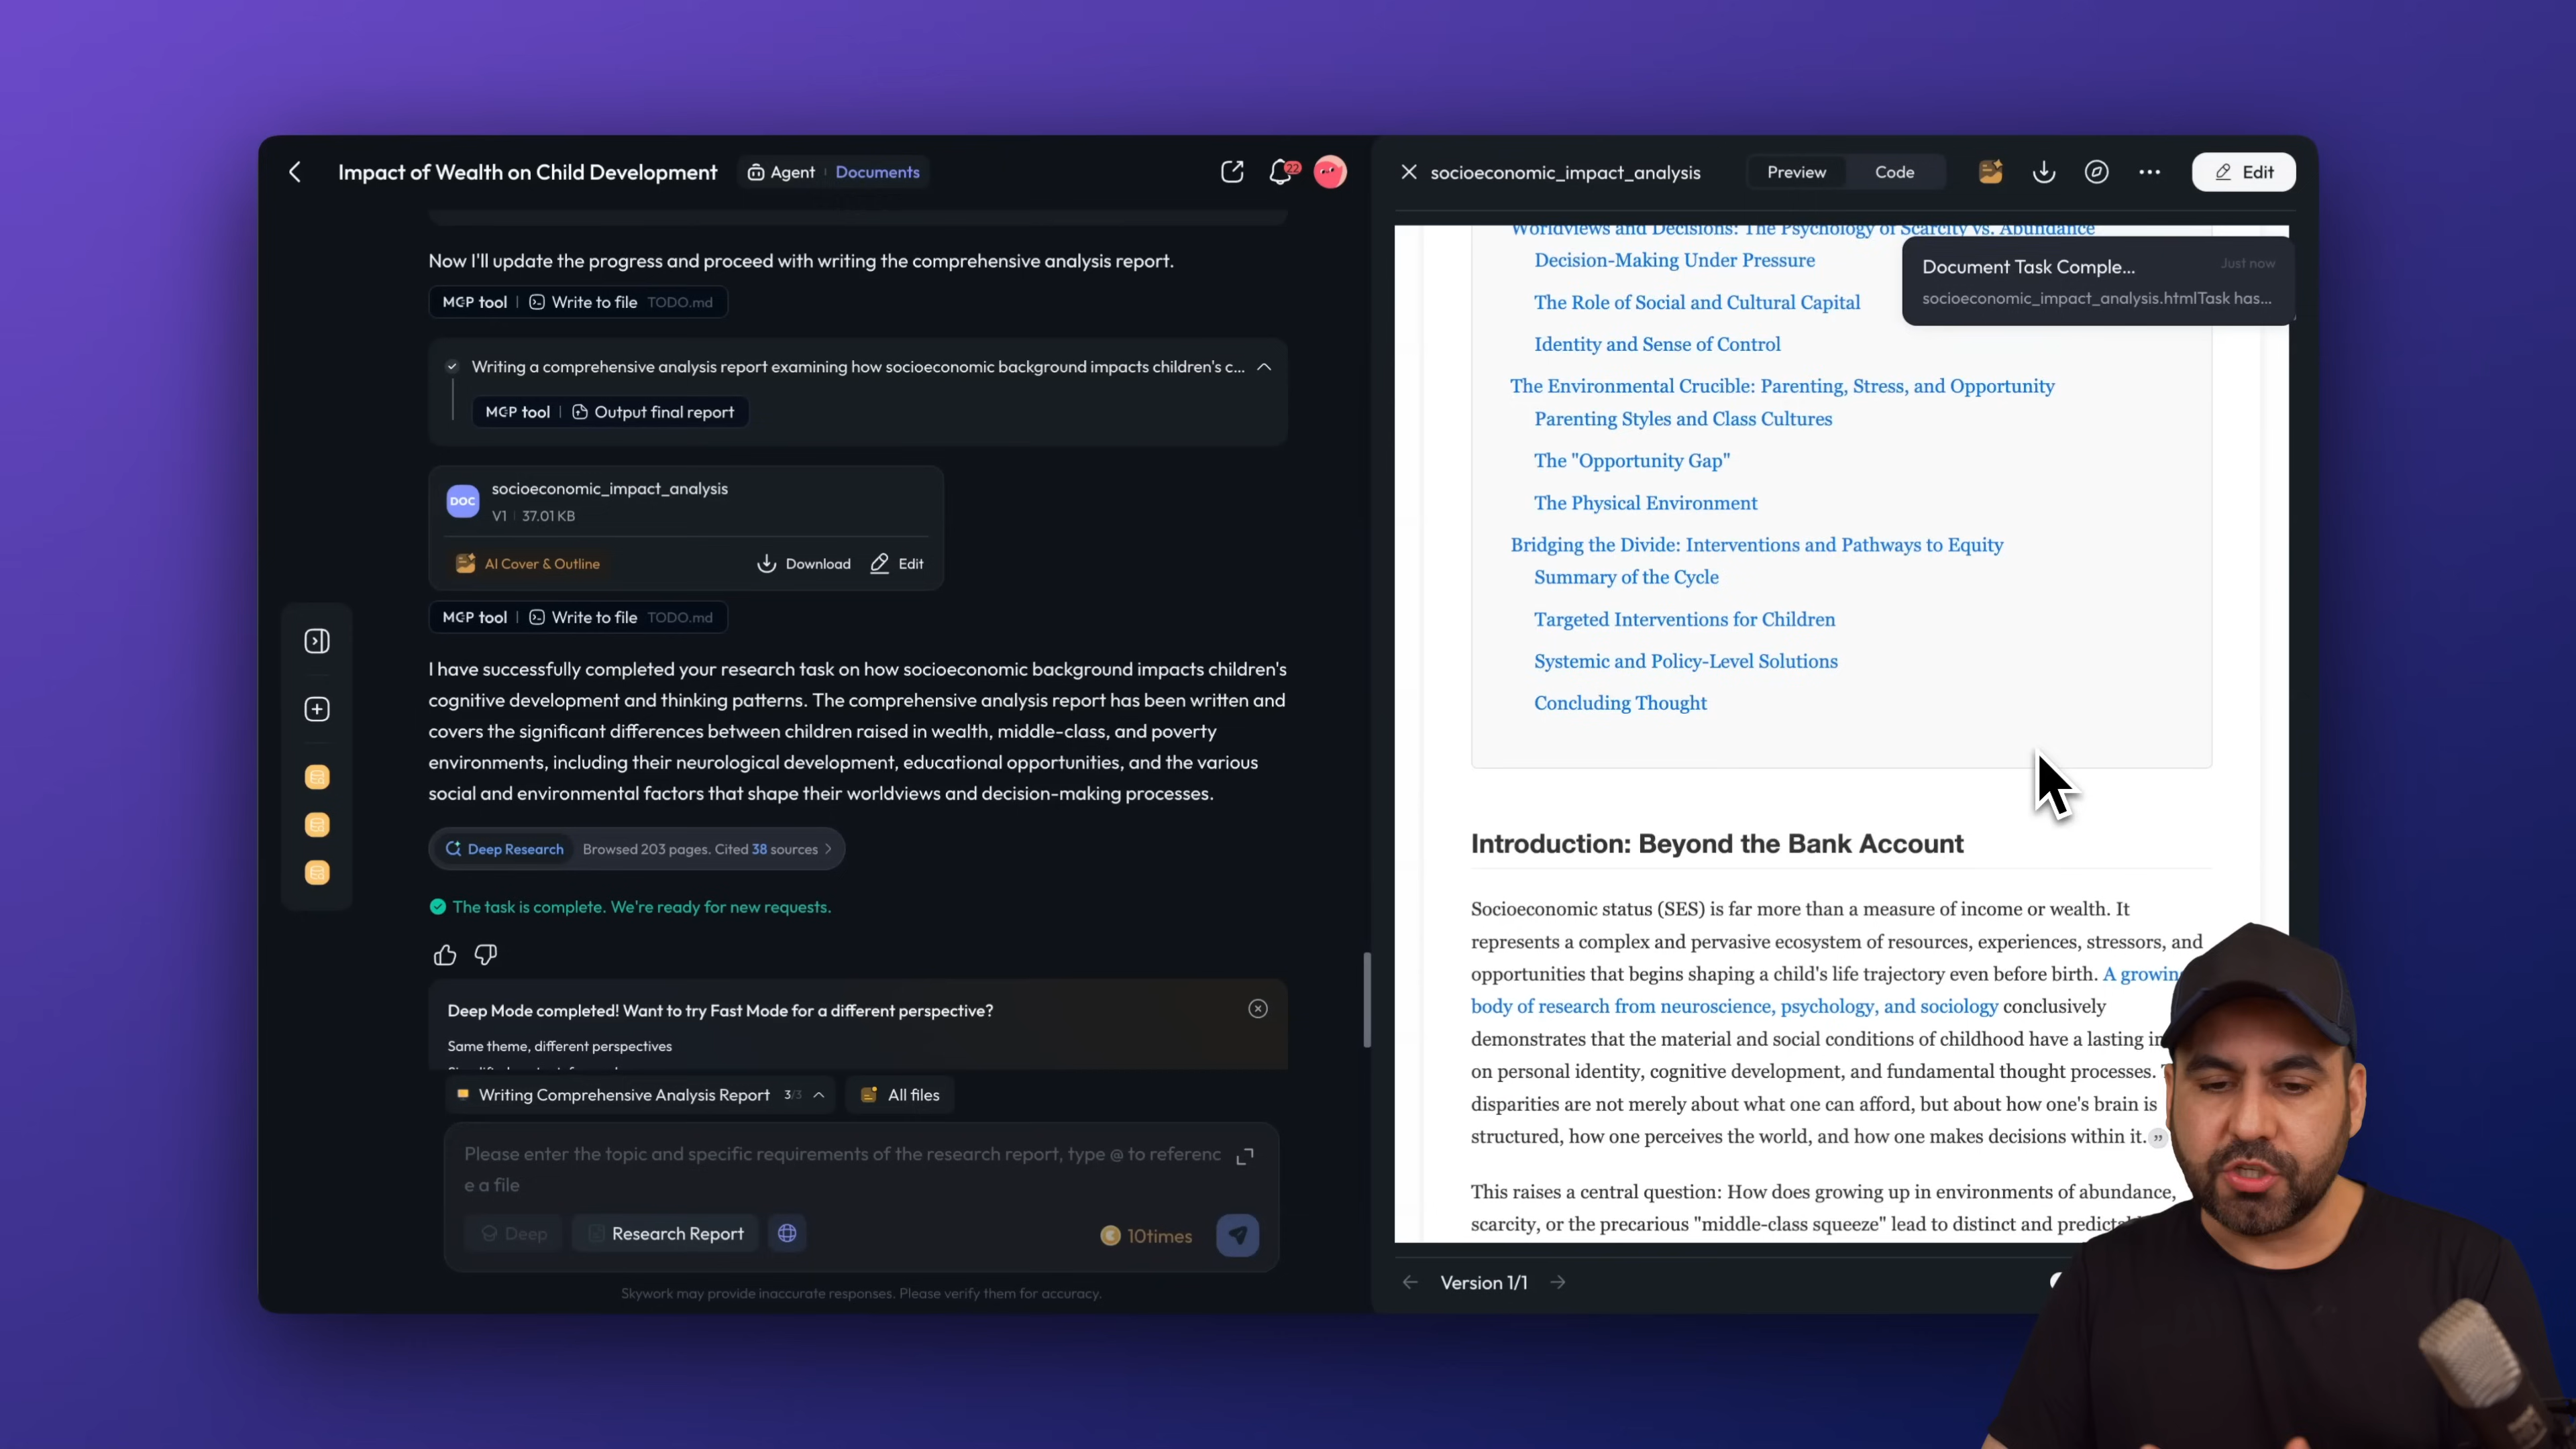 Impact of Wealth on Child Development
Agent
Documents
22
Now I'll update the progress and proceed with writing the comprehensive analysis report.
MCP tool
Write to file
TODO.md
Writing a comprehensive analysis report examining how socioeconomic background impacts children's c...
MCP tool
Output final report
DOC
socioeconomic_impact_analysis
V1
37.01 KB
AI Cover & Outline
Download
Edit
MCP tool
Write to file
TODO.md
I have successfully completed your research task on how socioeconomic background impacts children's
cognitive development and thinking patterns. The comprehensive analysis report has been written and
covers the significant differences between children raised in wealth, middle-class, and poverty
environments, including their neurological development, educational opportunities, and the various
social and environmental factors that shape their worldviews and decision-making processes.
Deep Research
Browsed 203 pages. Cited 38 sources
The task is complete. We're ready for new requests.
Deep Mode completed! Want to try Fast Mode for a different perspective?
Same theme, different perspectives
Writing Comprehensive Analysis Report
3/3
All files
Please enter the topic and specific requirements of the research report, type @ to referenc
e a file
Deep
Research Report
10times
Skywork may provide inaccurate responses. Please verify them for accuracy.
socioeconomic_impact_analysis
Preview
Code
Edit
Worldviews and Decisions: The Psychology of Scarcity vs. Abundance
Document Task Comple...
Just now
socioeconomic_impact_analysis.htmlTask has...
Decision-Making Under Pressure
The Role of Social and Cultural Capital
Identity and Sense of Control
The Environmental Crucible: Parenting, Stress, and Opportunity
Parenting Styles and Class Cultures
The "Opportunity Gap"
The Physical Environment
Bridging the Divide: Interventions and Pathways to Equity
Summary of the Cycle
Targeted Interventions for Children
Systemic and Policy-Level Solutions
Concluding Thought
Introduction: Beyond the Bank Account
Socioeconomic status (SES) is far more than a measure of income or wealth. It
represents a complex and pervasive ecosystem of resources, experiences, stressors, and
opportunities that begins shaping a child's life trajectory even before birth. A growin
body of research from neuroscience, psychology, and sociology conclusively
demonstrates that the material and social conditions of childhood have a lasting
on personal identity, cognitive development, and fundamental thought processes.
disparities are not merely about what one can afford, but about how one's brain is
structured, how one perceives the world, and how one makes decisions within it.
This raises a central question: How does growing up in environments of abundance,
scarcity, or the precarious "middle-class squeeze" lead to distinct and
Version 1/1